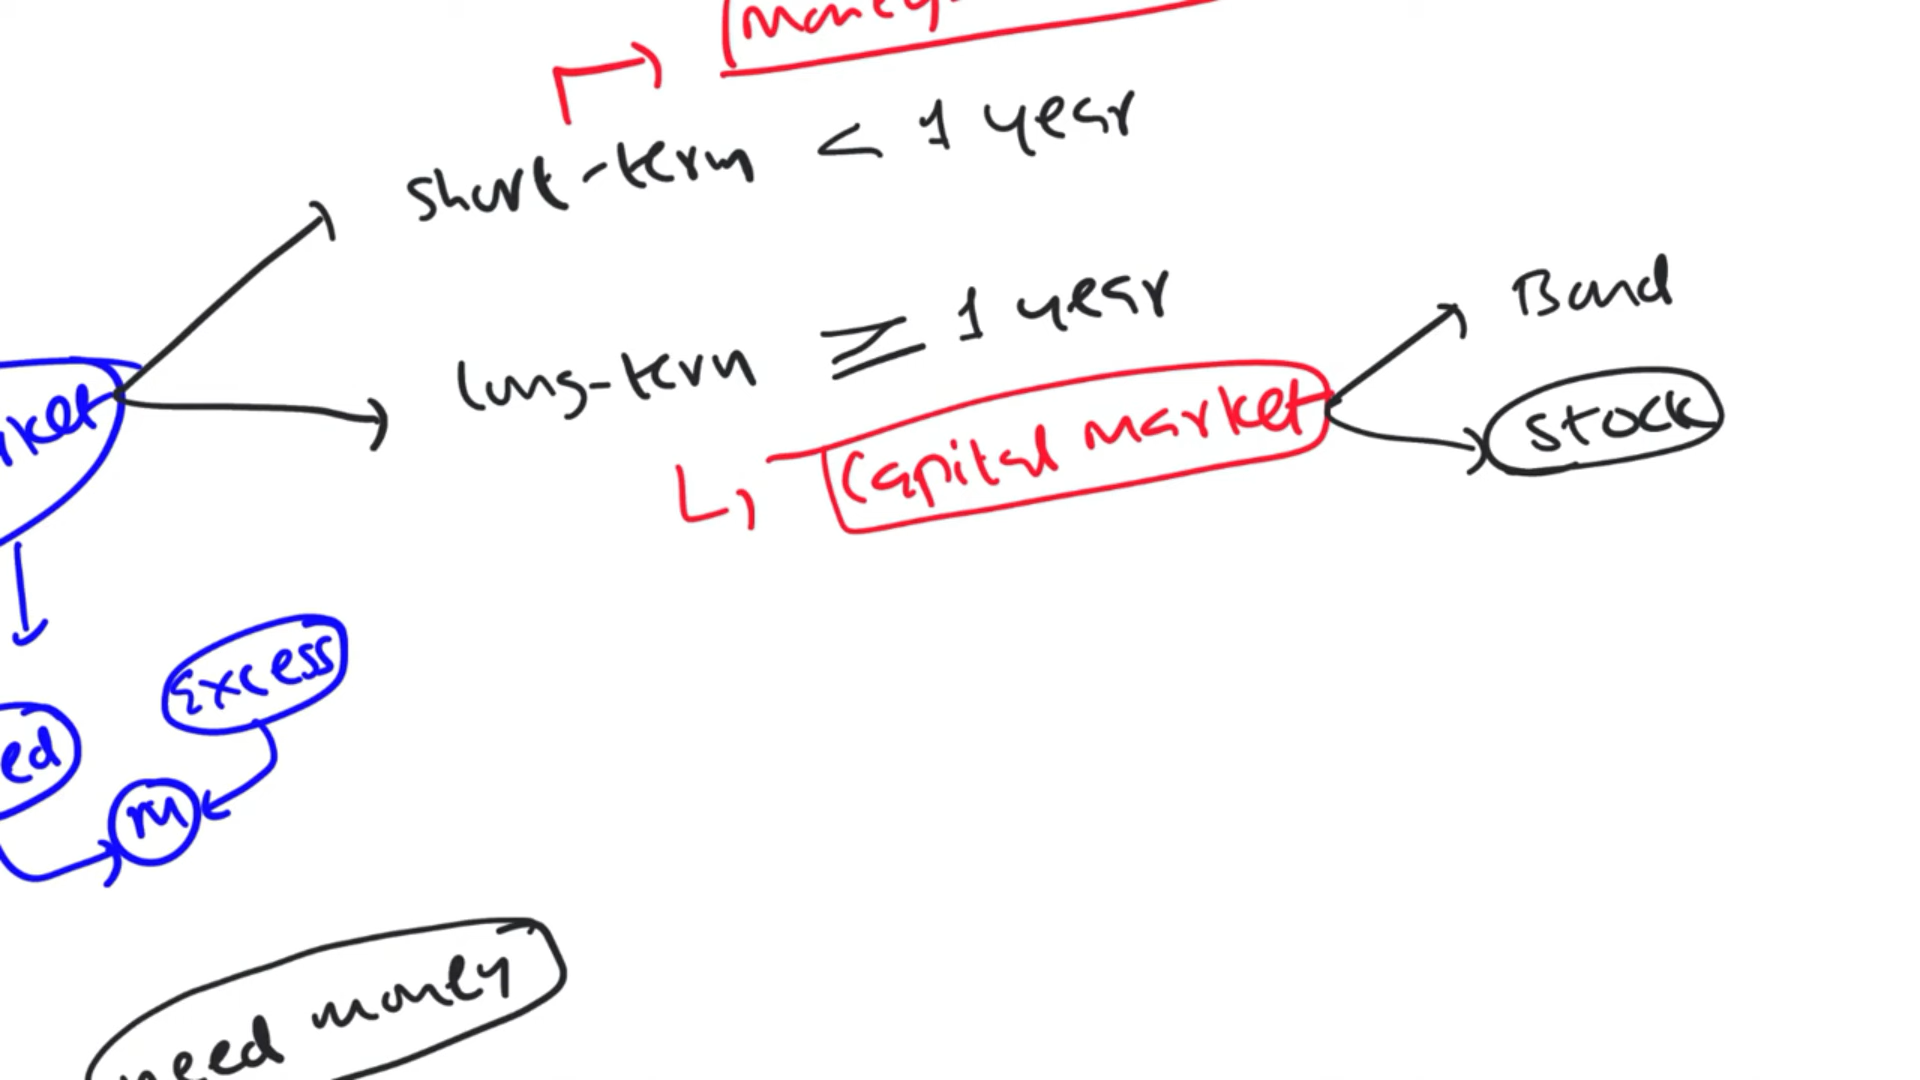 short-term < 1 year
long-term ≥ 1 year
Capital market
Bond
Stock
Excess
m
need money